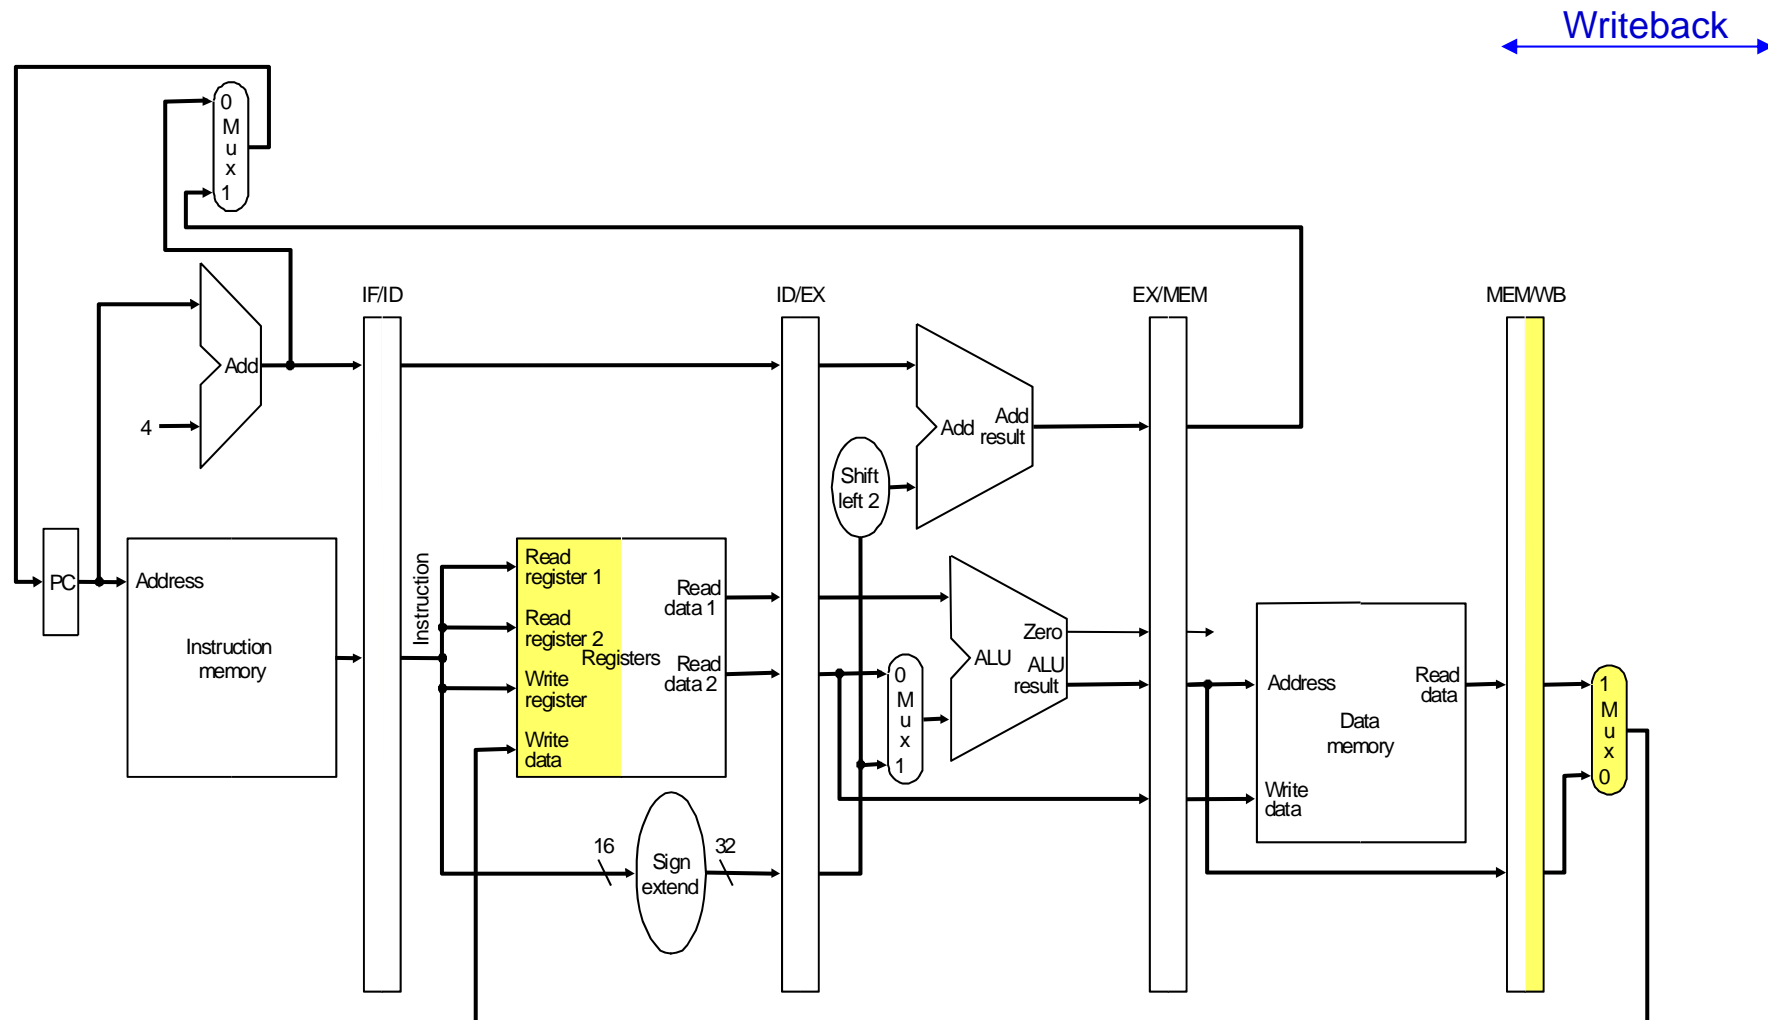 Writeback
0
M
u
x
1
IF/ID
ID/EX
EX/MEM
MEM/WB
Add
4
Add
Add
result
Shift
left 2
PC
Address
Instruction
memory
Instruction
Read
register 1
Read
register 2
Write
register
Write
data
Registers
Read
data 1
Read
data 2
16
Sign
extend
32
0
M
u
x
1
Zero
ALU
ALU
result
Address
Read
data
Data
memory
Write
data
1
M
u
x
0